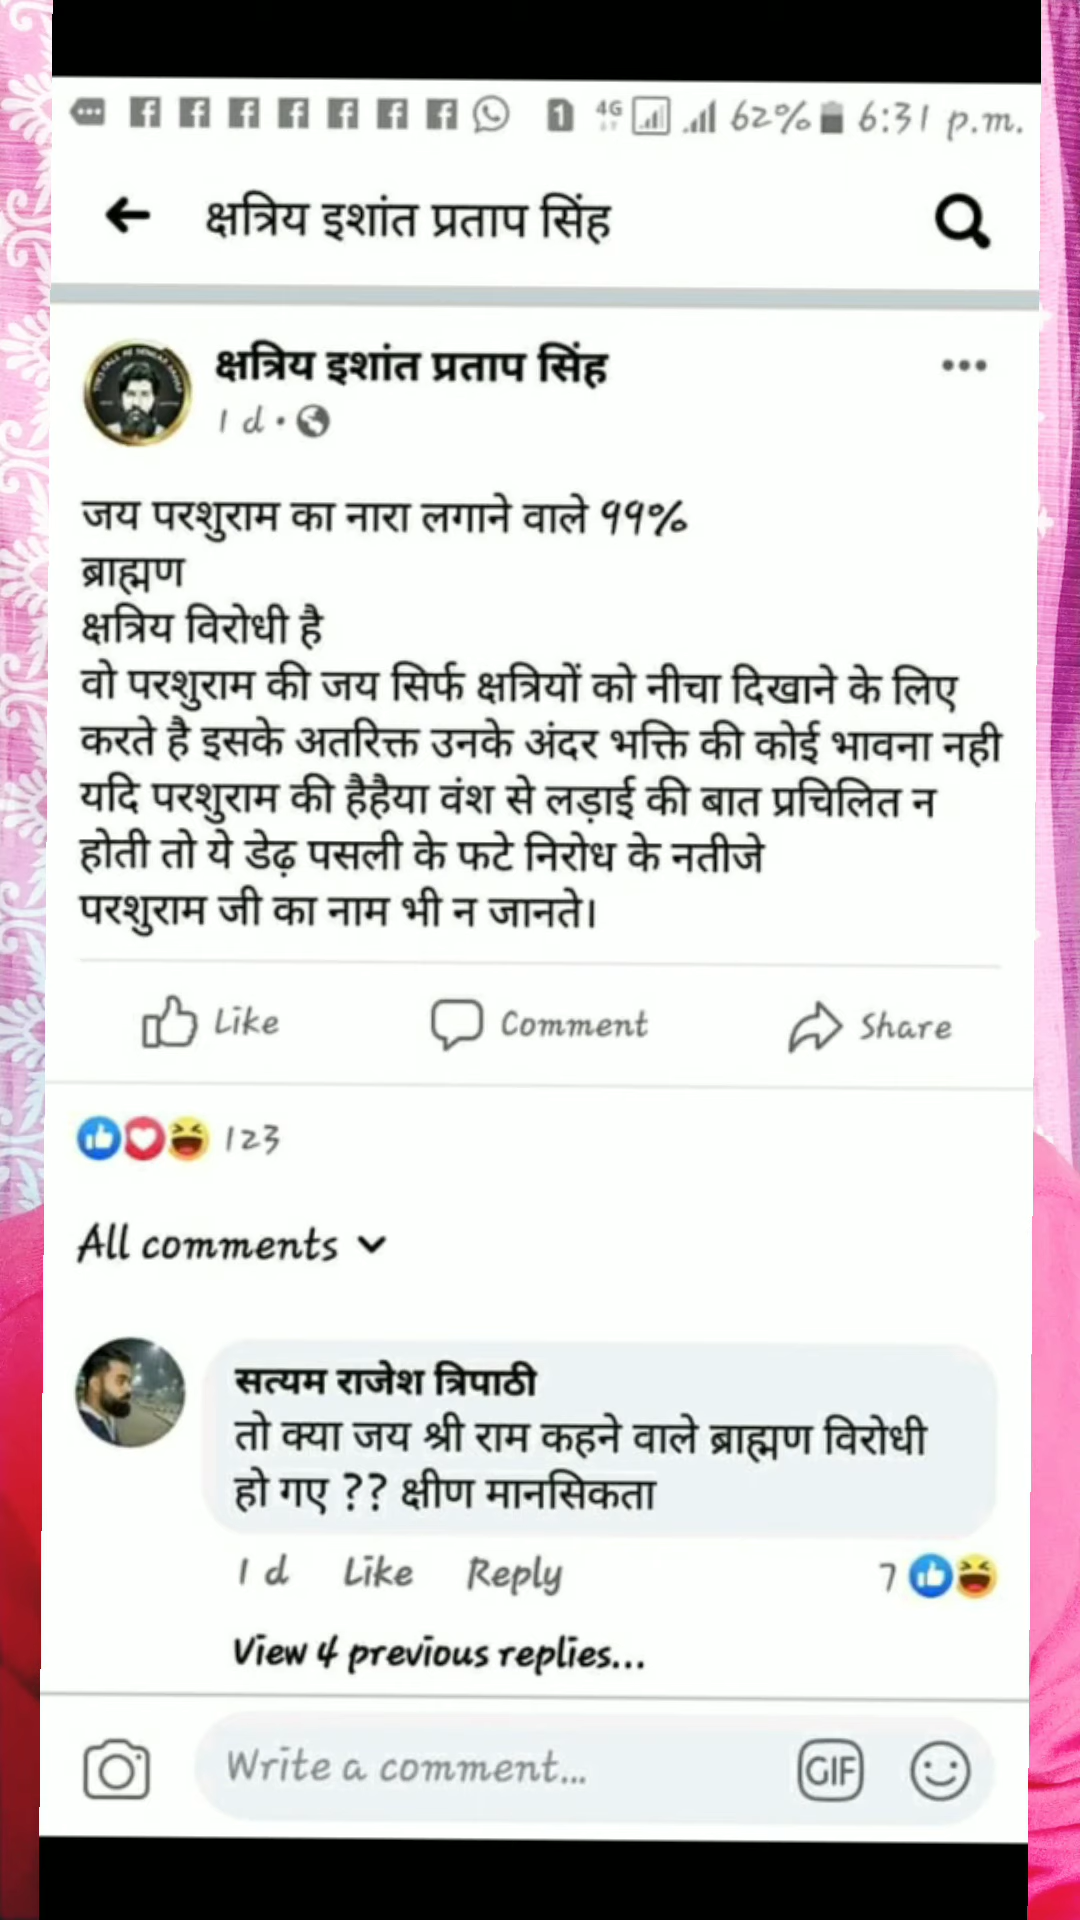 4G 62% 6:31 p.m.
क्षत्रिय इशांत प्रताप सिंह
क्षत्रिय इशांत प्रताप सिंह
1 d
जय परशुराम का नारा लगाने वाले 99%
ब्राह्मण
क्षत्रिय विरोधी है
वो परशुराम की जय सिर्फ क्षत्रियों को नीचा दिखाने के लिए
करते है इसके अतरिक्त उनके अंदर भक्ति की कोई भावना नही
यदि परशुराम की हैहैया वंश से लड़ाई की बात प्रचिलित न
होती तो ये डेढ़ पसली के फटे निरोध के नतीजे
परशुराम जी का नाम भी न जानते।
Like Comment Share
123
All comments
सत्यम राजेश त्रिपाठी
तो क्या जय श्री राम कहने वाले ब्राह्मण विरोधी
हो गए ?? क्षीण मानसिकता
1 d Like Reply 7
View 4 previous replies...
Write a comment... GIF